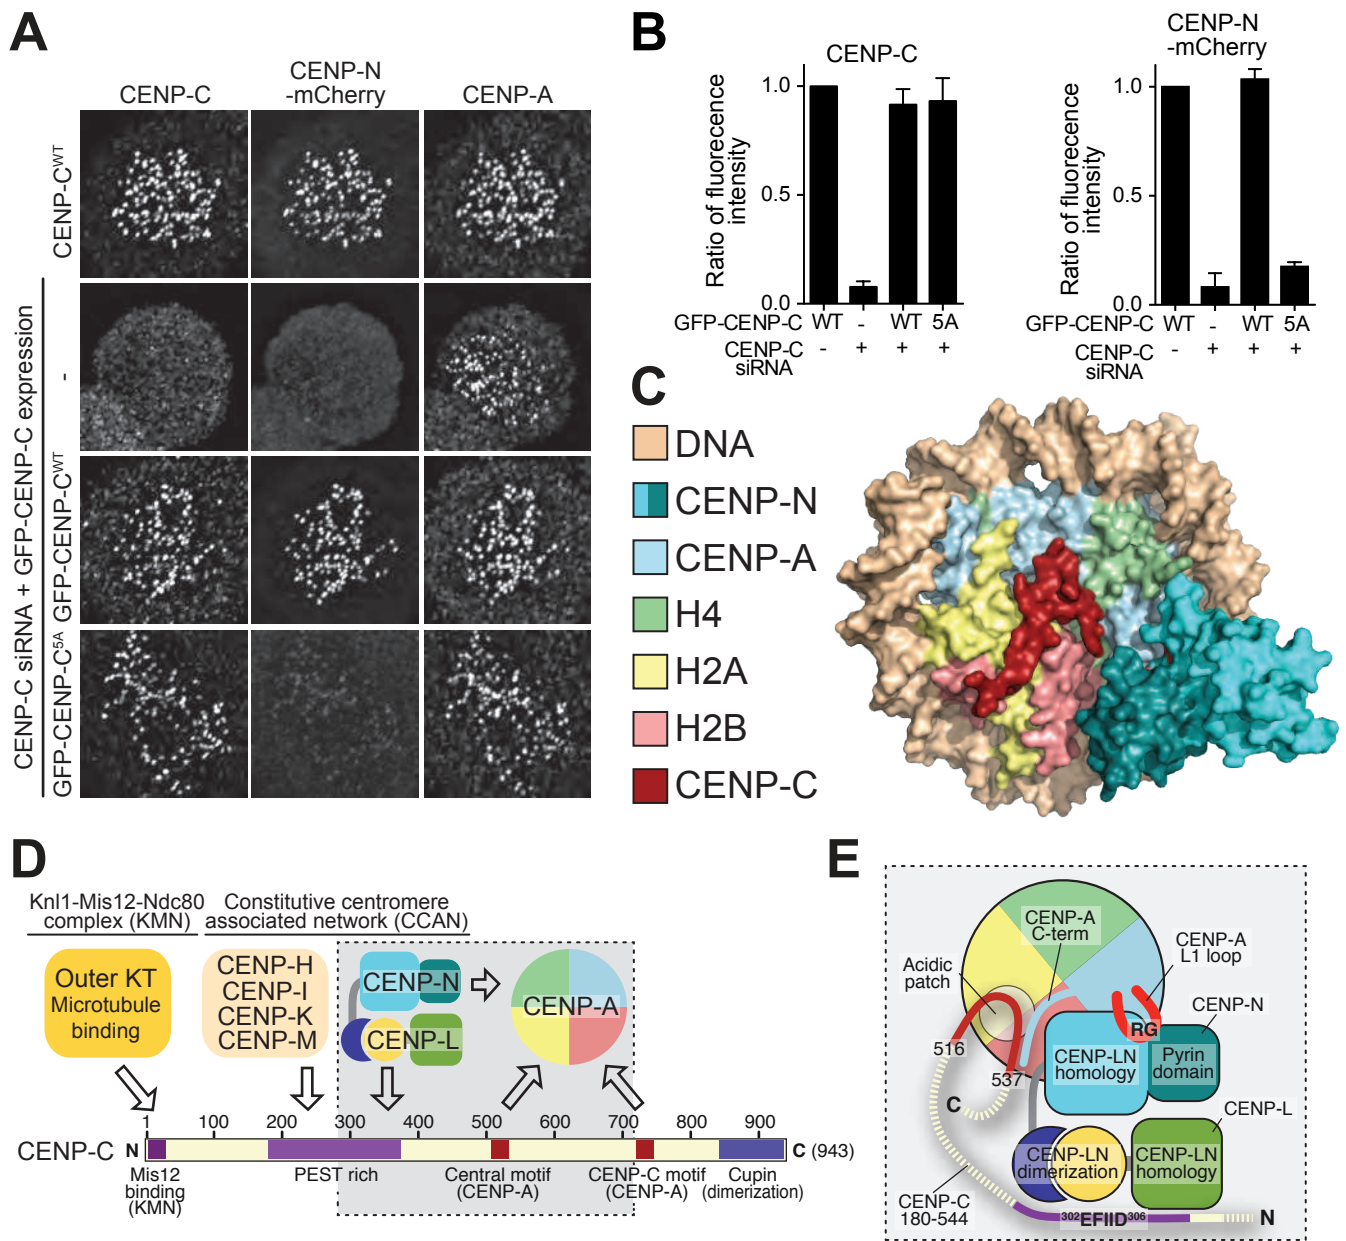 A
CENP-C
CENP-N
-mCherry
CENP-A
CENP-C^WT
CENP-C siRNA + GFP-CENP-C expression
-
GFP-CENP-C^WT
GFP-CENP-C^5A
B
CENP-C
Ratio of fluorecence
intensity
1.0
0.5
0.0
GFP-CENP-C WT - WT 5A
CENP-C - + + +
siRNA
CENP-N
-mCherry
Ratio of fluorecence
intensity
1.0
0.5
0.0
GFP-CENP-C WT - WT 5A
CENP-C - + + +
siRNA
C
DNA
CENP-N
CENP-A
H4
H2A
H2B
CENP-C
D
Knl1-Mis12-Ndc80
complex (KMN)
Constitutive centromere
associated network (CCAN)
Outer KT
Microtubule
binding
CENP-H
CENP-I
CENP-K
CENP-M
CENP-N
CENP-L
CENP-A
1 100 200 300 400 500 600 700 800 900
CENP-C N C (943)
Mis12
binding
(KMN)
PEST rich
Central motif
(CENP-A)
CENP-C motif
(CENP-A)
Cupin
(dimerization)
E
CENP-A
C-term
CENP-A
L1 loop
Acidic
patch
CENP-N
RG
516
537
CENP-LN
homology
Pyrin
domain
C
CENP-L
CENP-LN
dimerization
CENP-LN
homology
CENP-C
180-544
302EFIID306
N